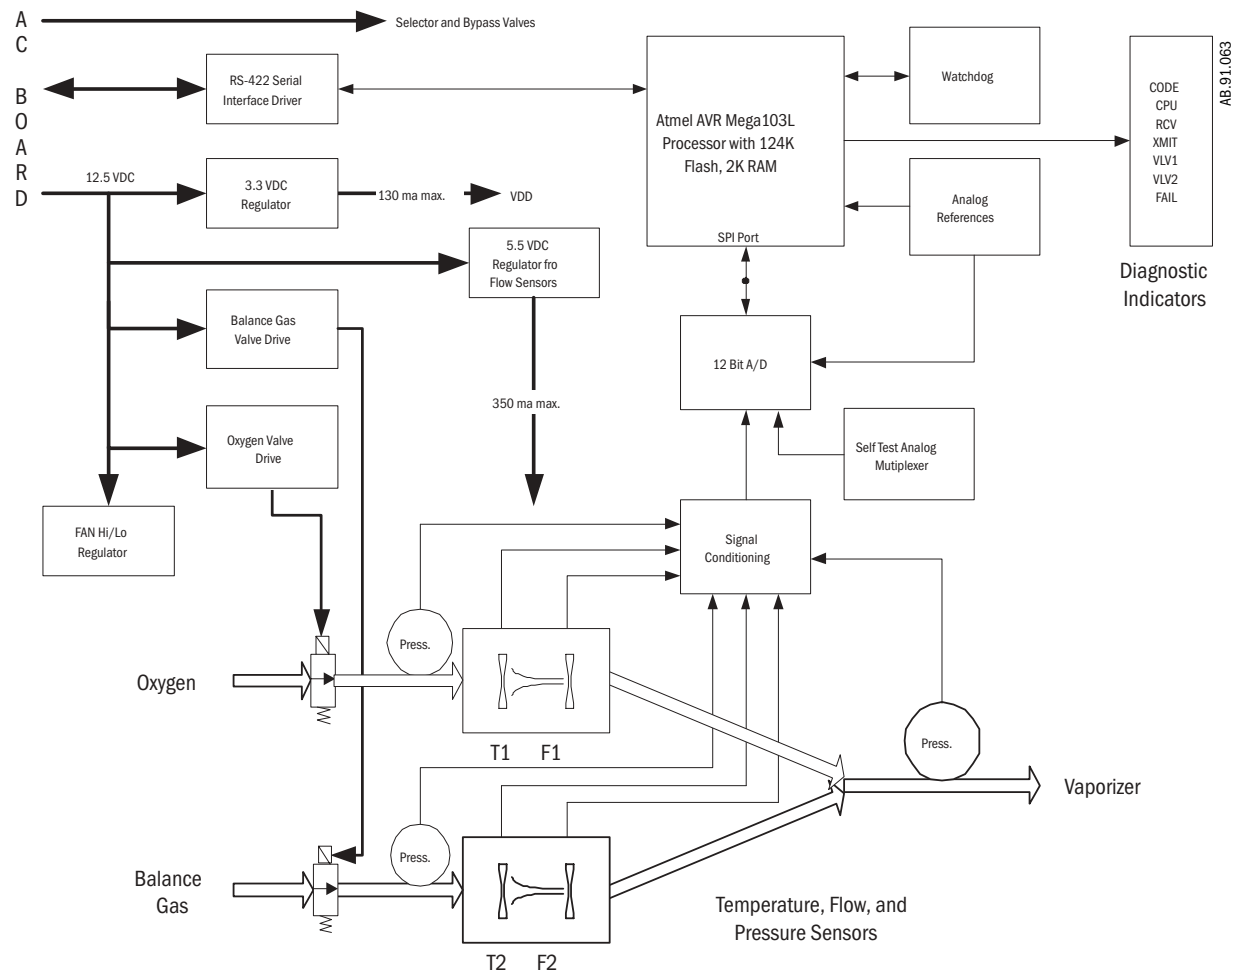 AC BOARD
Selector and Bypass Valves
RS-422 Serial
Interface Driver
12.5 VDC
3.3 VDC
Regulator
130 ma max.
VDD
5.5 VDC
Regulator fro
Flow Sensors
Balance Gas
Valve Drive
350 ma max.
Oxygen Valve
Drive
FAN Hi/Lo
Regulator
Atmel AVR Mega103L
Processor with 124K
Flash, 2K RAM
SPI Port
Watchdog
Analog
References
CODE
CPU
RCV
XMIT
VLV1
VLV2
FAIL
Diagnostic
Indicators
AB.91.063
12 Bit A/D
Self Test Analog
Mutiplexer
Signal
Conditioning
Press.
Oxygen
T1 F1
Press.
Vaporizer
Press.
Balance
Gas
T2 F2
Temperature, Flow, and
Pressure Sensors